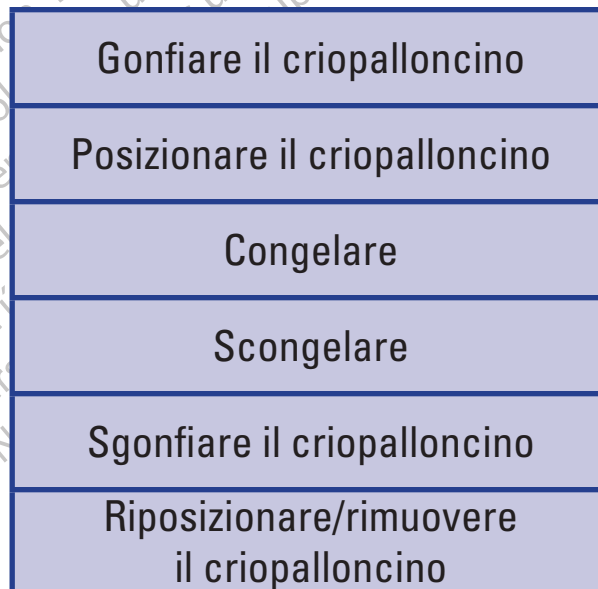 Gonfiare il criopalloncino
Posizionare il criopalloncino
Congelare
Scongelare
Sgonfiare il criopalloncino
Riposizionare/rimuovere
il criopalloncino